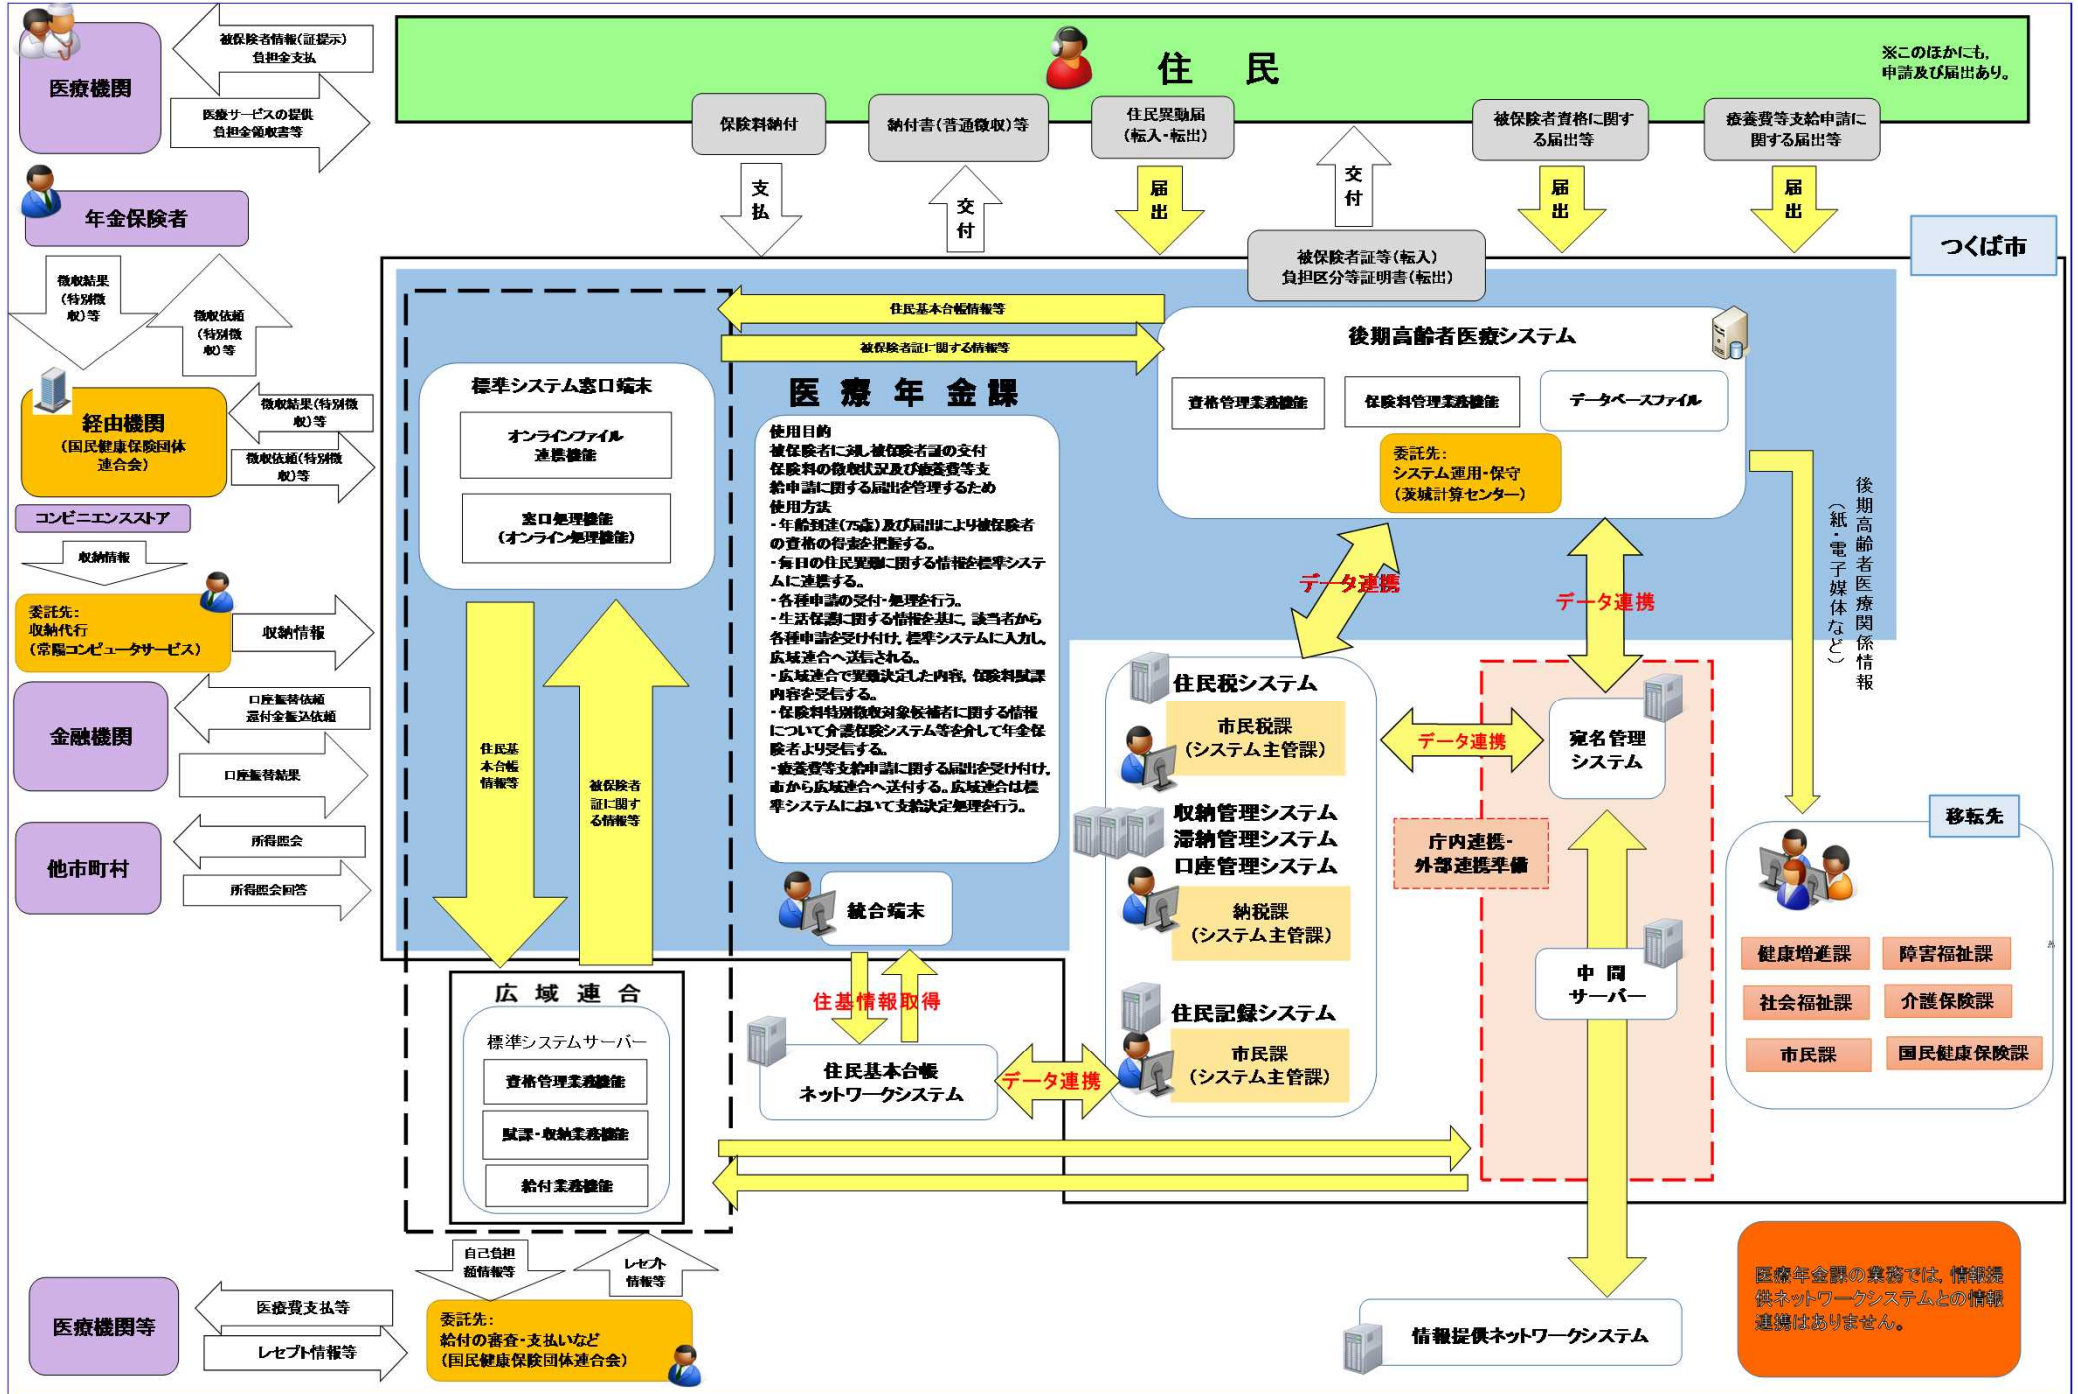 住　民
※このほかにも、
申請及び届出あり。
医療機関
被保険者情報(証提示)
負担金支払
医療サービスの提供
負担金領収書等
保険料納付
納付書(普通徴収)等
住民異動届
(転入・転出)
被保険者資格に関す
る届出等
療養費等支給申請に
関する届出等
支払
交付
届出
交付
届出
届出
年金保険者
徴収結果
(特別徴
収)等
徴収依頼
(特別徴
収)等
つくば市
被保険者証等(転入)
負担区分等証明書(転出)
住民基本台帳情報等
被保険者証に関する情報等
後期高齢者医療システム
資格管理業務機能
保険料管理業務機能
データベースファイル
委託先:
システム運用・保守
(茨城計算センター)
経由機関
(国民健康保険団体
連合会)
徴収結果(特別徴
収)等
徴収依頼(特別徴
収)等
標準システム窓口端末
オンラインファイル
連携機能
窓口処理機能
(オンライン処理機能)
医療年金課
使用目的
被保険者に対し被保険者証の交付
保険料の徴収状況及び療養費等支
給申請に関する届出を管理するため
使用方法
・年齢到達(75歳)及び届出により被保険者
の資格の得喪を把握する。
・毎日の住民異動に関する情報を標準システ
ムに連携する。
・各種申請の受付・処理を行う。
・生活保護に関する情報を基に、該当者から
各種申請を受け付け、標準システムに入力し、
広域連合へ送信される。
・広域連合で異動決定した内容、保険料賦課
内容を受信する。
・保険料特別徴収対象候補者に関する情報
について介護保険システム等を介して年金保
険者より受信する。
・療養費等支給申請に関する届出を受け付け、
市から広域連合へ送付する。広域連合は標
準システムにおいて支給決定処理を行う。
後期高齢者医療関係情報
(紙・電子媒体など)
コンビニエンスストア
収納情報
委託先:
収納代行
(常陽コンピュータサービス)
収納情報
金融機関
口座振替依頼
還付金振込依頼
口座振替結果
他市町村
所得照会
所得照会回答
住民基
本台帳
情報等
被保険者
証に関す
る情報等
データ連携
データ連携
住民税システム
市民税課
(システム主管課)
データ連携
宛名管理
システム
収納管理システム
滞納管理システム
口座管理システム
納税課
(システム主管課)
庁内連携・
外部連携準備
移転先
健康増進課
障害福祉課
社会福祉課
介護保険課
市民課
国民健康保険課
統合端末
住基情報取得
住民基本台帳
ネットワークシステム
データ連携
住民記録システム
市民課
(システム主管課)
中間
サーバー
広域連合
標準システムサーバー
資格管理業務機能
賦課・収納業務機能
給付業務機能
自己負担
額情報等
レセプト
情報等
医療機関等
医療費支払等
レセプト情報等
委託先:
給付の審査・支払いなど
(国民健康保険団体連合会)
情報提供ネットワークシステム
医療年金課の業務では、情報提
供ネットワークシステムとの情報
連携はありません。